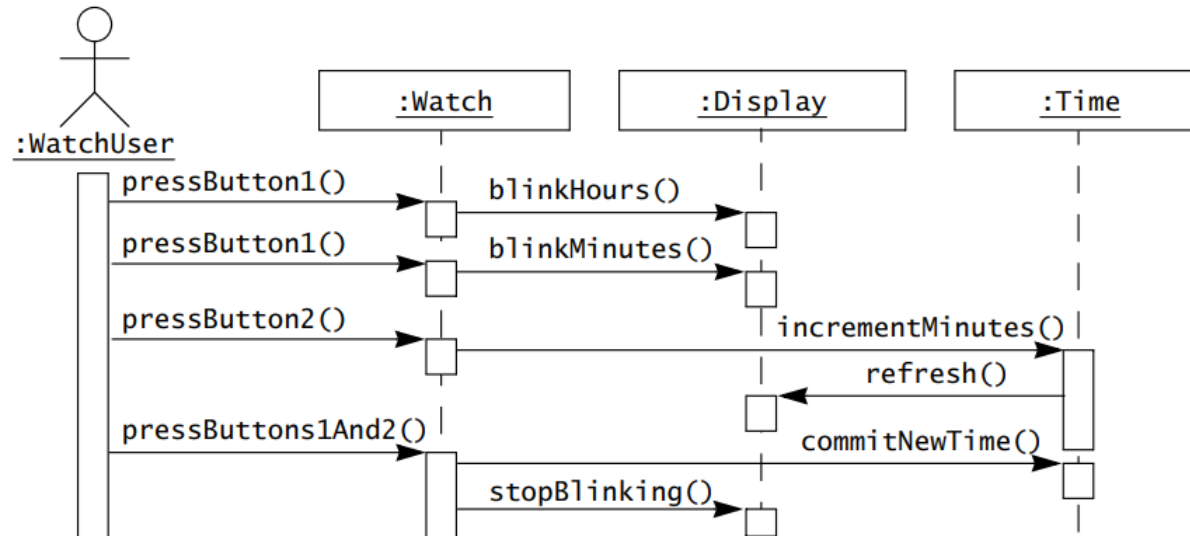 :Watch
:Display
:Time
:WatchUser
pressButton1()
blinkHours()
pressButton1()
blinkMinutes()
pressButton2()
incrementMinutes()
refresh()
pressButtons1And2()
commitNewTime()
stopBlinking()